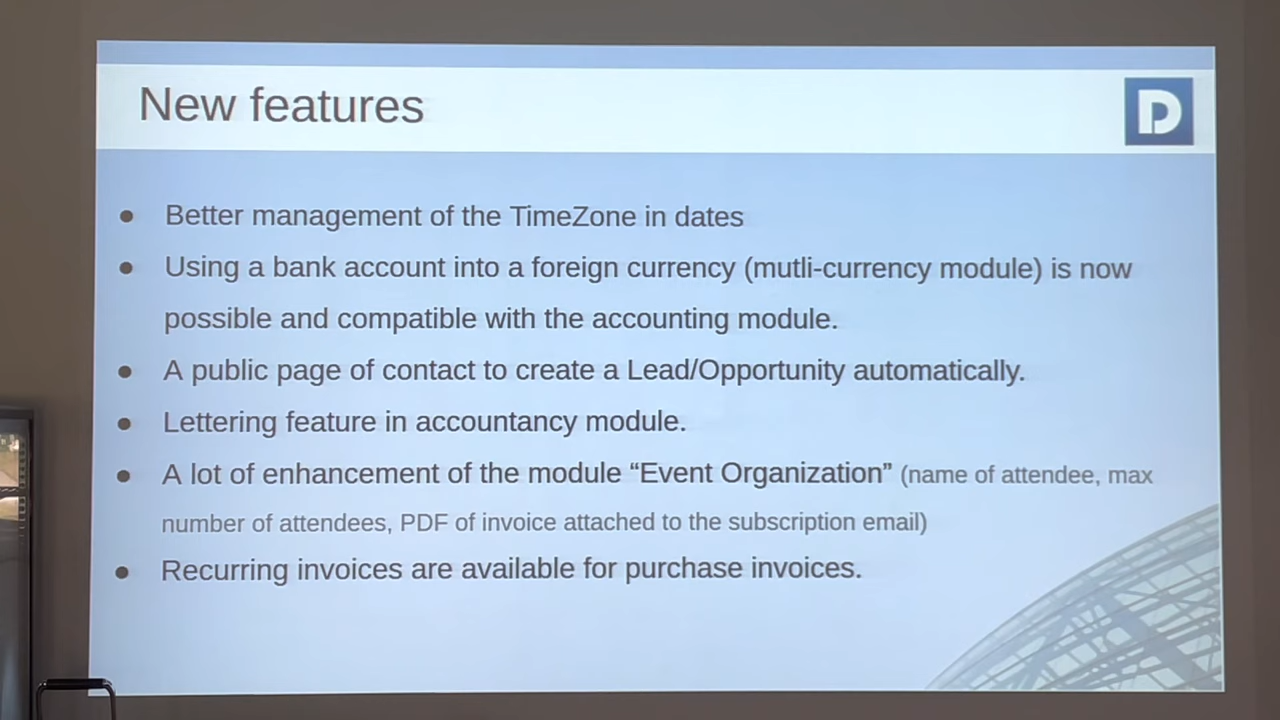 New features
D
● Better management of the TimeZone in dates
● Using a bank account into a foreign currency (mutli-currency module) is now
possible and compatible with the accounting module.
● A public page of contact to create a Lead/Opportunity automatically.
● Lettering feature in accountancy module.
● A lot of enhancement of the module “Event Organization” (name of attendee, max
number of attendees, PDF of invoice attached to the subscription email)
● Recurring invoices are available for purchase invoices.